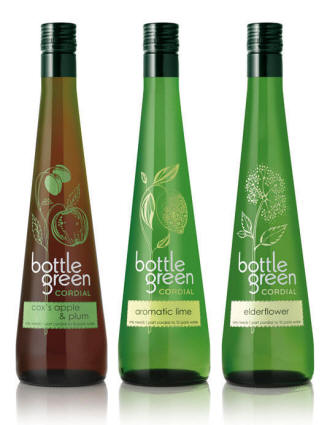 bottle
green
CORDIAL
cox's apple
& plum
bottle
green
CORDIAL
aromatic lime
bottle
green
CORDIAL
elderflower